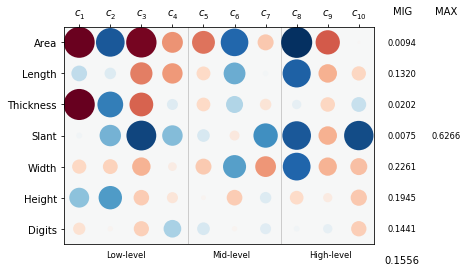 c1 c2 c3 c4 c5 c6 c7 c8 c9 c10 MIG MAX
Area 0.0094
Length 0.1320
Thickness 0.0202
Slant 0.0075 0.6266
Width 0.2261
Height 0.1945
Digits 0.1441
Low-level Mid-level High-level
0.1556